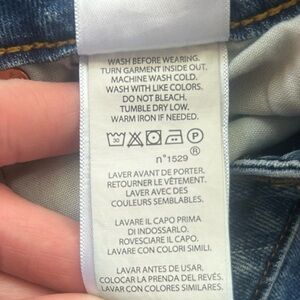 WASH BEFORE WEARING.
TURN GARMENT INSIDE OUT,
MACHINE WASH COLD.
WASH WITH LIKE COLORS.
DO NOT BLEACH.
TUMBLE DRY LOW.
WARM IRON IF NEEDED.
30 P
n°1529 ®
LAVER AVANT DE PORTER.
RETOURNER LE VÊTEMENT.
LAVER AVEC DES
COULEURS SEMBLABLES.
LAVARE IL CAPO PRIMA
DI INDOSSARLO.
ROVESCIARE IL CAPO.
LAVARE CON COLORI SIMILI.
LAVAR ANTES DE USAR.
COLOCAR LA PRENDA DEL REVÉS.
LAVAR CON COLORES SIMILARES.